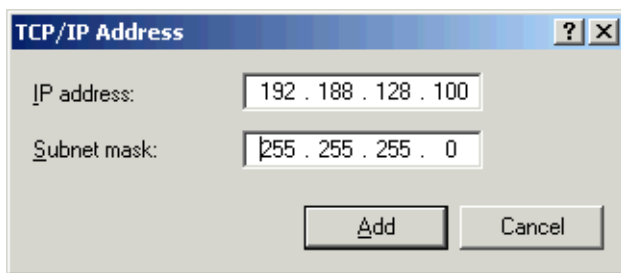 TCP/IP Address
IP address: 192 . 188 . 128 . 100
Subnet mask: 255 . 255 . 255 . 0
Add Cancel